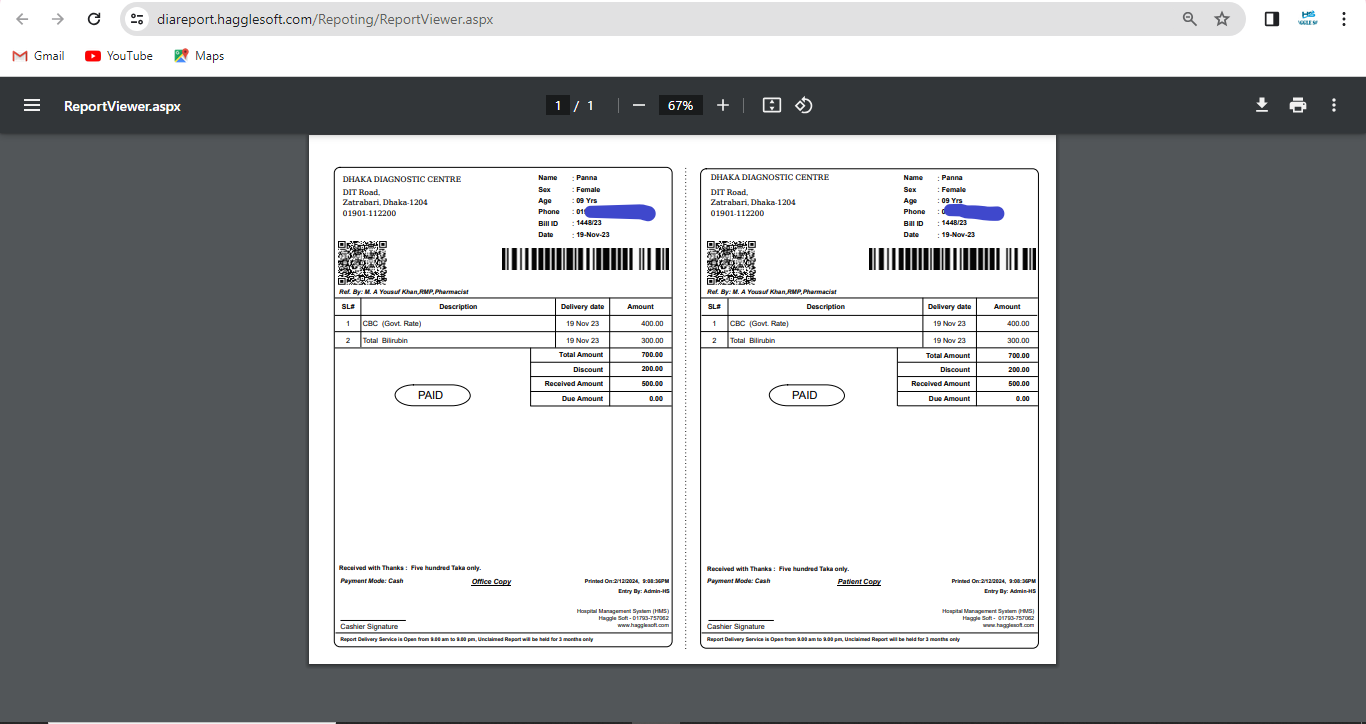 diareport.hagglesoft.com/Repoting/ReportViewer.aspx
Gmail YouTube Maps
ReportViewer.aspx 1 / 1 67%
DHAKA DIAGNOSTIC CENTRE
DIT Road,
Zatrabari, Dhaka-1204
01901-112200
Name : Panna
Sex : Female
Age : 09 Yrs
Phone : 01
Bill ID : 1448/23
Date : 19-Nov-23
Ref. By: M. A Yousuf Khan,RMP,Pharmacist
SL# Description Delivery date Amount
1 CBC (Govt. Rate) 19 Nov 23 400.00
2 Total Bilirubin 19 Nov 23 300.00
Total Amount 700.00
Discount 200.00
Received Amount 500.00
Due Amount 0.00
PAID
Received with Thanks : Five hundred Taka only.
Payment Mode: Cash Office Copy Printed On:2/12/2024, 9:08:36PM
Entry By: Admin-HS
Hospital Management System (HMS)
Haggle Soft - 01793-757062
www.hagglesoft.com
Cashier Signature
Report Delivery Service is Open from 9.00 am to 9.00 pm, Unclaimed Report will be held for 3 months only
DHAKA DIAGNOSTIC CENTRE
DIT Road,
Zatrabari, Dhaka-1204
01901-112200
Name : Panna
Sex : Female
Age : 09 Yrs
Phone : 0
Bill ID : 1448/23
Date : 19-Nov-23
Ref. By: M. A Yousuf Khan,RMP,Pharmacist
SL# Description Delivery date Amount
1 CBC (Govt. Rate) 19 Nov 23 400.00
2 Total Bilirubin 19 Nov 23 300.00
Total Amount 700.00
Discount 200.00
Received Amount 500.00
Due Amount 0.00
PAID
Received with Thanks : Five hundred Taka only.
Payment Mode: Cash Patient Copy Printed On:2/12/2024, 9:08:36PM
Entry By: Admin-HS
Hospital Management System (HMS)
Haggle Soft - 01793-757062
www.hagglesoft.com
Cashier Signature
Report Delivery Service is Open from 9.00 am to 9.00 pm, Unclaimed Report will be held for 3 months only